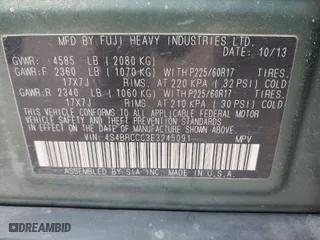 MFD. BY FUJI HEAVY INDUSTRIES LTD.
GVWR: 4585 LB (2080 KG) DATE: 10/13
GAWR:F 2360 LB (1070 KG) WITH P225/60R17 TIRES,
17X7J RIMS, AT 220 KPA ( 32 PSI) COLD
GAWR:R 2340 LB (1060 KG) WITH P225/60R17 TIRES,
17X7J RIMS, AT 210 KPA ( 30 PSI) COLD
THIS VEHICLE CONFORMS TO ALL APPLICABLE FEDERAL MOTOR
VEHICLE SAFETY AND THEFT PREVENTION STANDARDS IN EFFECT
ON THE DATE OF MANUFACTURE SHOWN ABOVE.
VIN: 4S4BRCCC3E3245091 MPV
ASSEMBLED BY SIA INC. MADE IN U.S.A.
AUTOBIDMASTER